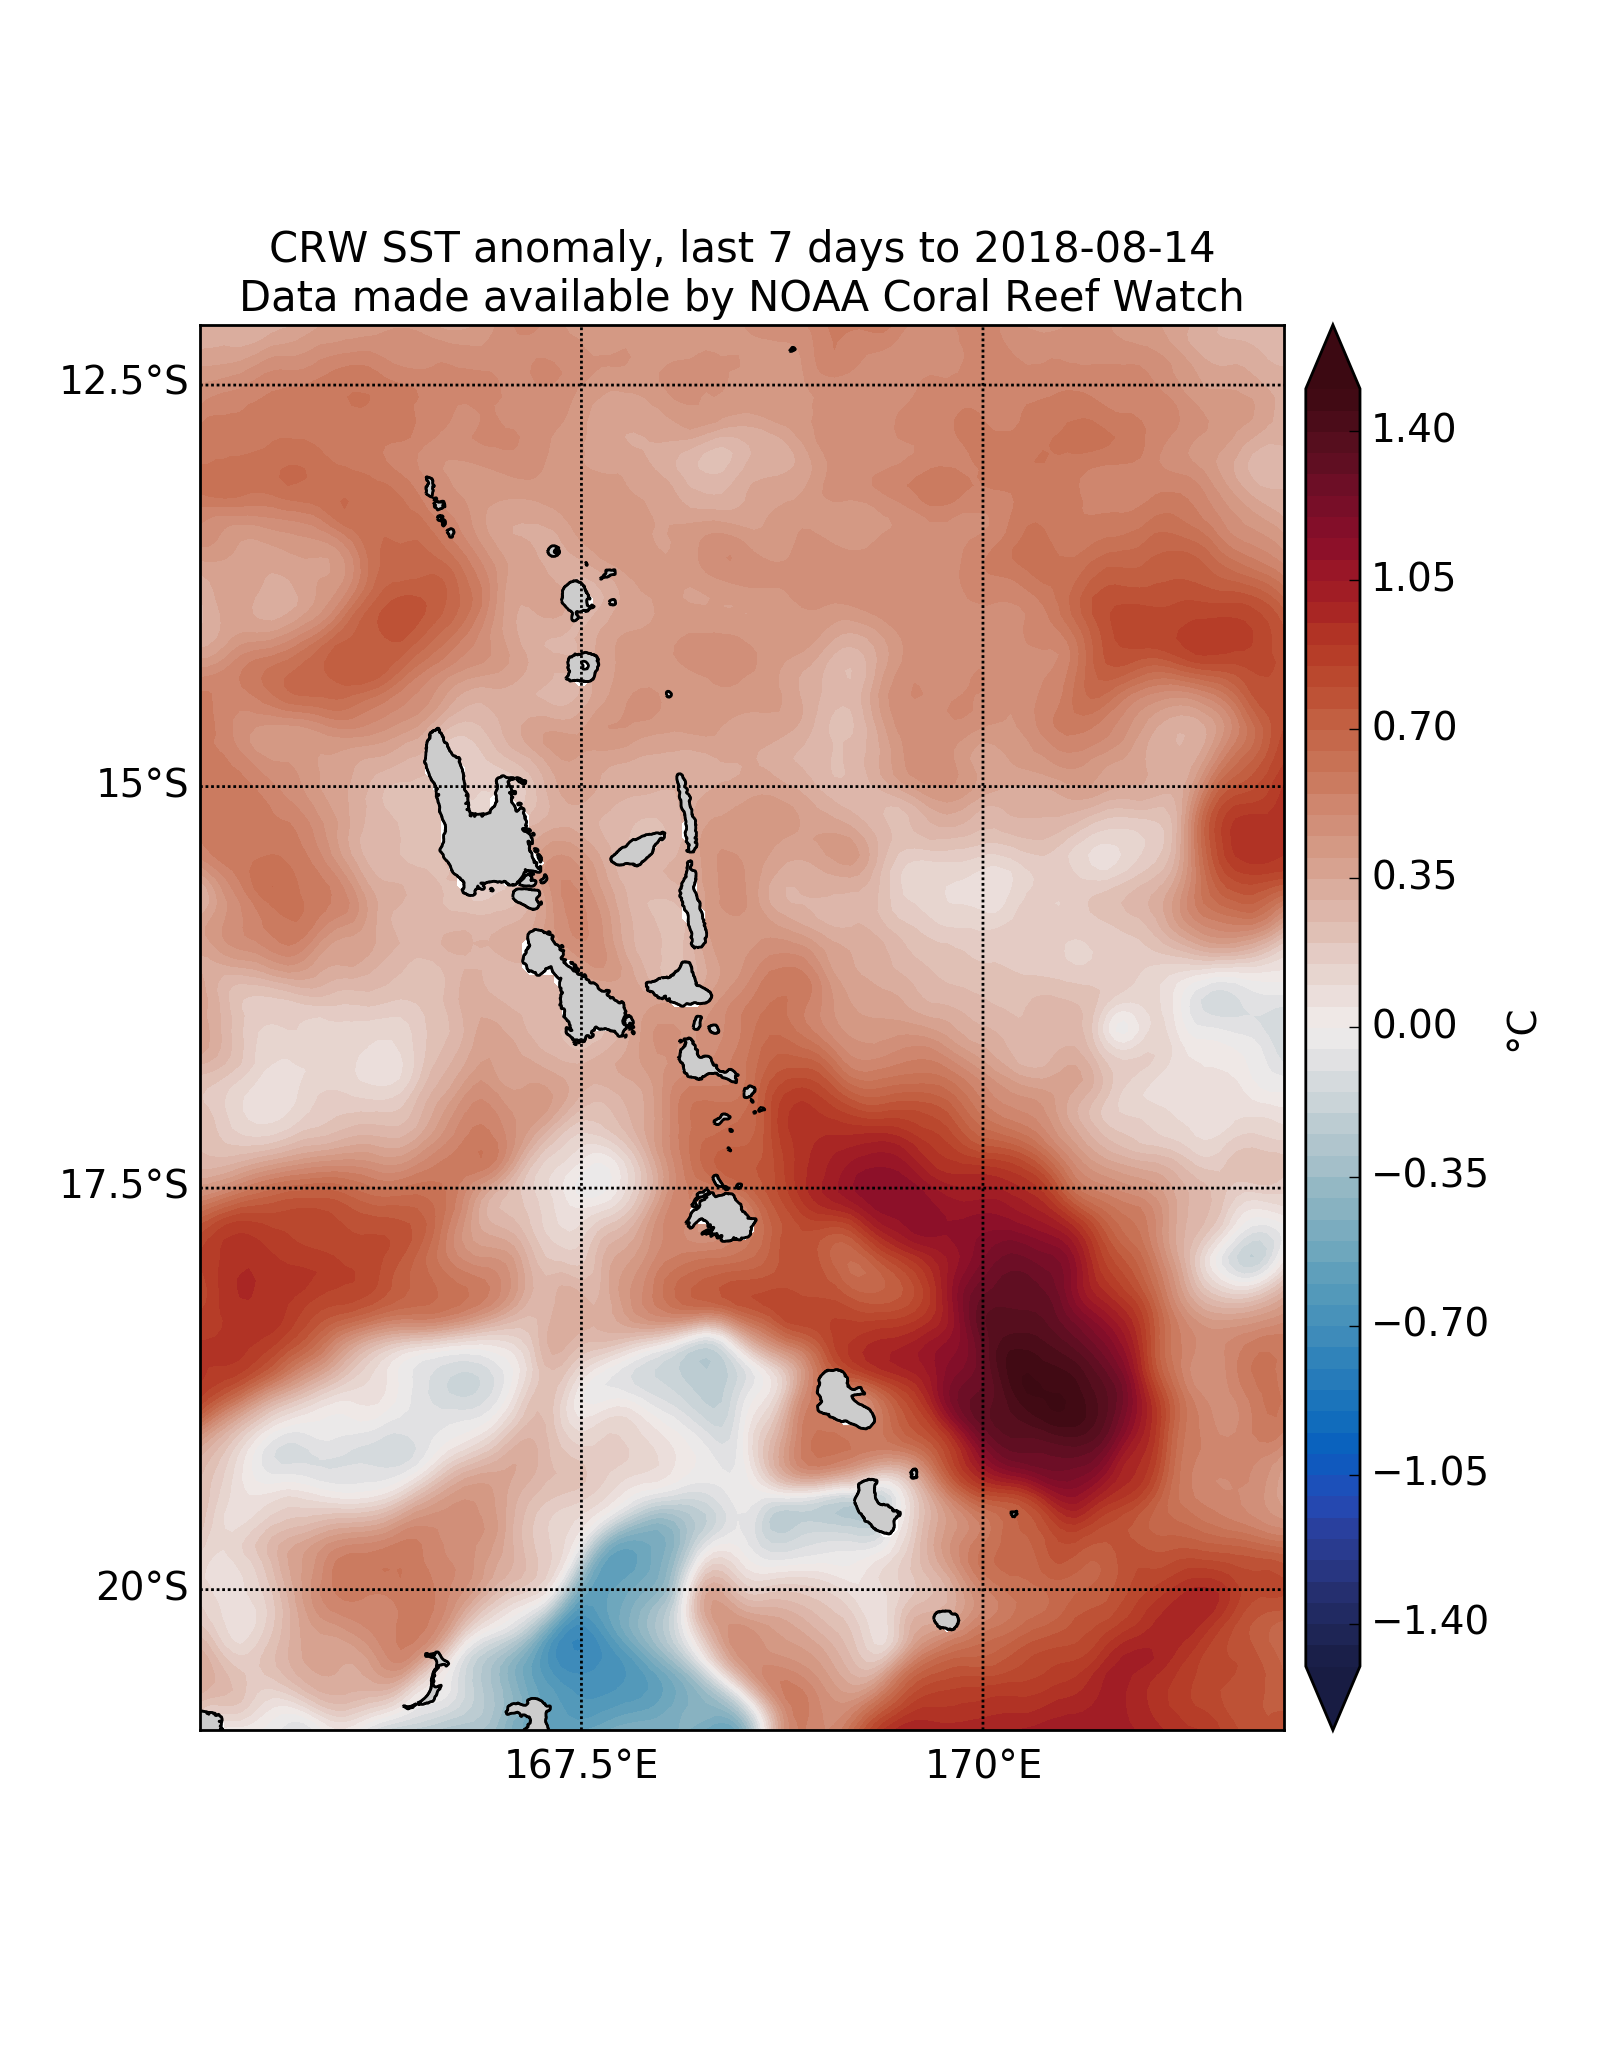 CRW SST anomaly, last 7 days to 2018-08-14
Data made available by NOAA Coral Reef Watch
12.5°S
15°S
17.5°S
20°S
167.5°E
170°E
1.40
1.05
0.70
0.35
0.00
−0.35
−0.70
−1.05
−1.40
°C